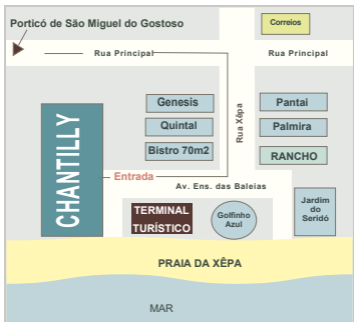 Porticó de São Miguel do Gostoso
Correios
Rua Principal
Rua Principal
Genesis
Quintal
Bistro 70m2
Rua Xêpa
Pantai
Palmira
RANCHO
CHANTILLY
Entrada
Av. Ens. das Baleias
TERMINAL
TURÍSTICO
Golfinho
Azul
Jardim
do
Seridó
PRAIA DA XÊPA
MAR